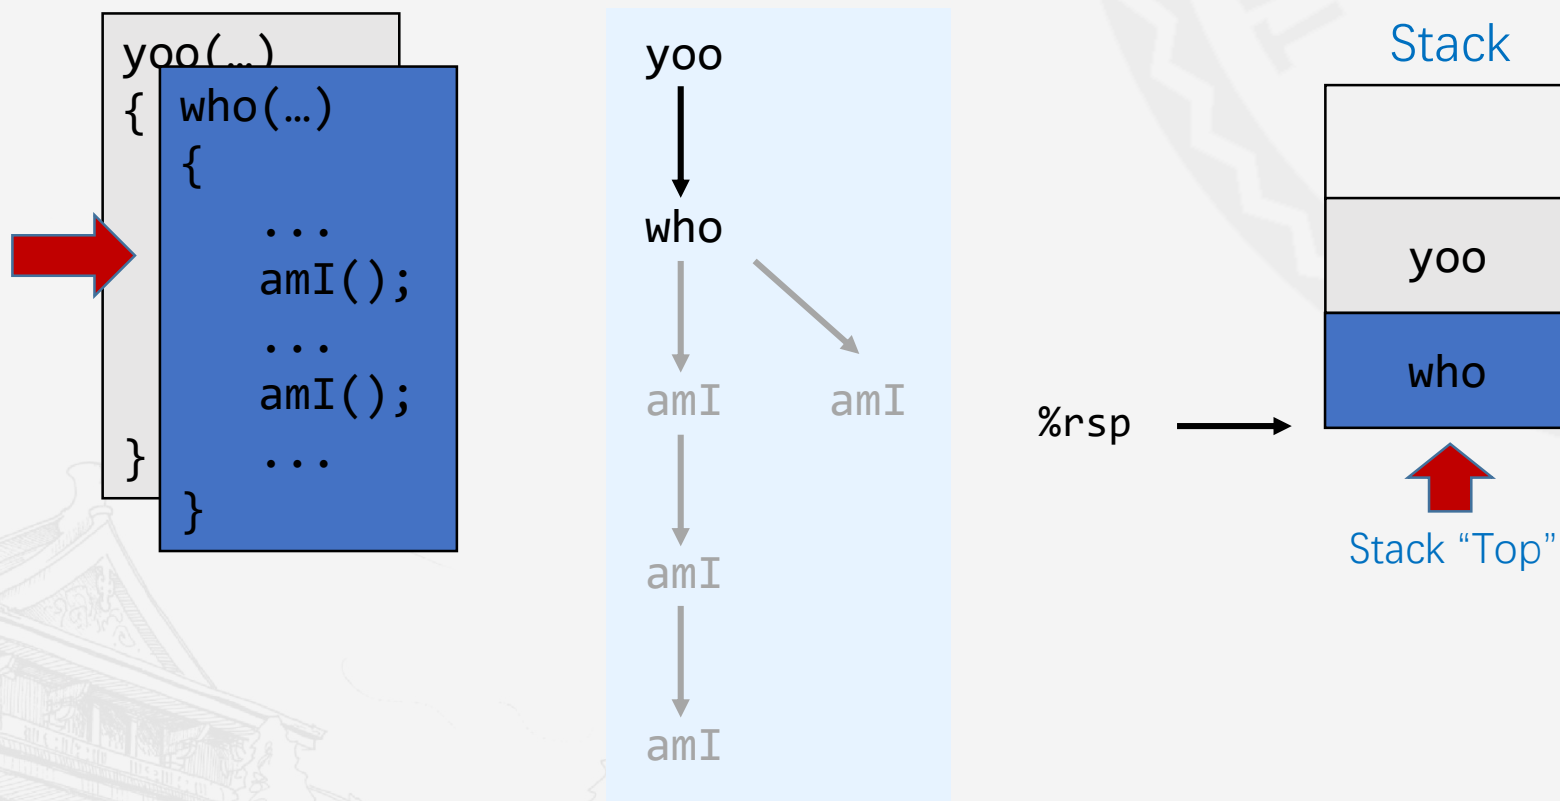 yoo(…)
{
}
who(…)
{
...
amI();
...
amI();
...
}
yoo
who
amI amI
amI
amI
Stack
yoo
who
%rsp
Stack “Top”